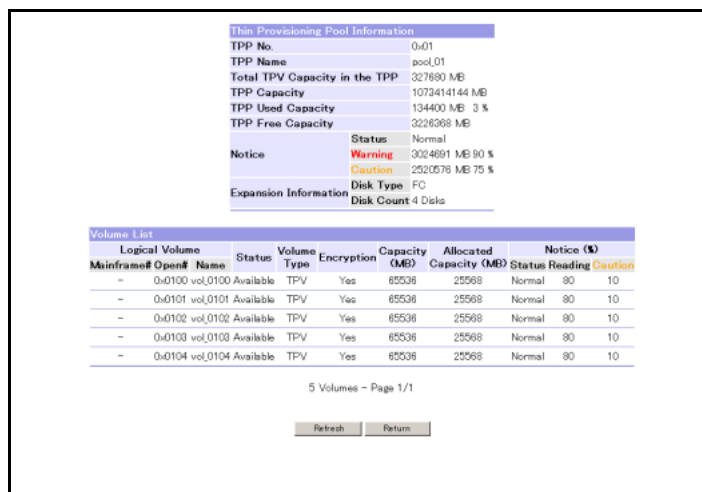 Thin Provisioning Pool Information
TPP No. 0x01
TPP Name pool_01
Total TPV Capacity in the TPP 327680 MB
TPP Capacity 1073414144 MB
TPP Used Capacity 134400 MB 3 %
TPP Free Capacity 3226368 MB
Notice Status Normal
Warning 3024691 MB 90 %
Caution 2520576 MB 75 %
Expansion Information Disk Type FC
Disk Count 4 Disks
Volume List
Logical Volume Status Volume Type Encryption Capacity (MB) Allocated Capacity (MB) Notice (%)
Mainframe# Open# Name Status Reading Caution
- 0x0100 vol_0100 Available TPV Yes 65536 25568 Normal 80 10
- 0x0101 vol_0101 Available TPV Yes 65536 25568 Normal 80 10
- 0x0102 vol_0102 Available TPV Yes 65536 25568 Normal 80 10
- 0x0103 vol_0103 Available TPV Yes 65536 25568 Normal 80 10
- 0x0104 vol_0104 Available TPV Yes 65536 25568 Normal 80 10
5 Volumes - Page 1/1
Refresh Return